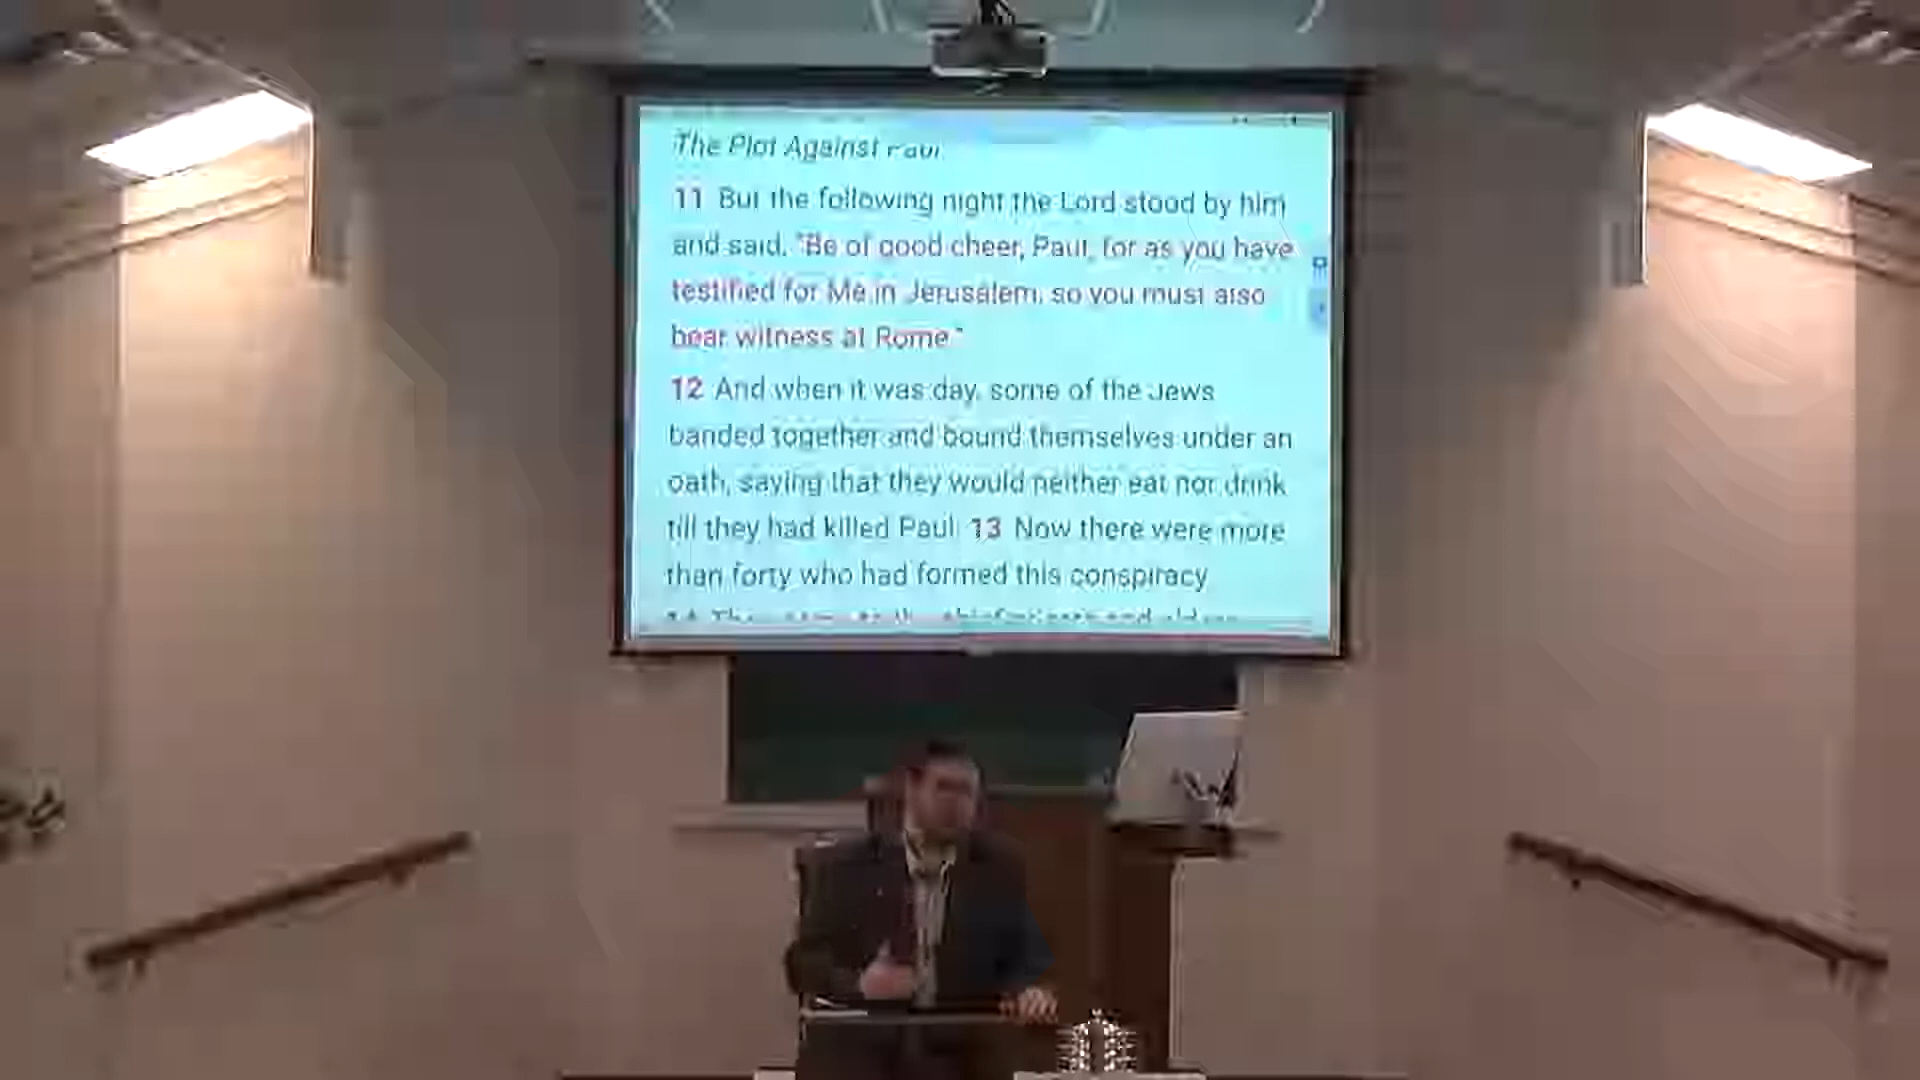 The Plot Against Paul
11 But the following night the Lord stood by him
and said, "Be of good cheer, Paul, for as you have
testified for Me in Jerusalem, so you must also
bear witness at Rome."
12 And when it was day, some of the Jews
banded together and bound themselves under an
oath, saying that they would neither eat nor drink
till they had killed Paul. 13 Now there were more
than forty who had formed this conspiracy